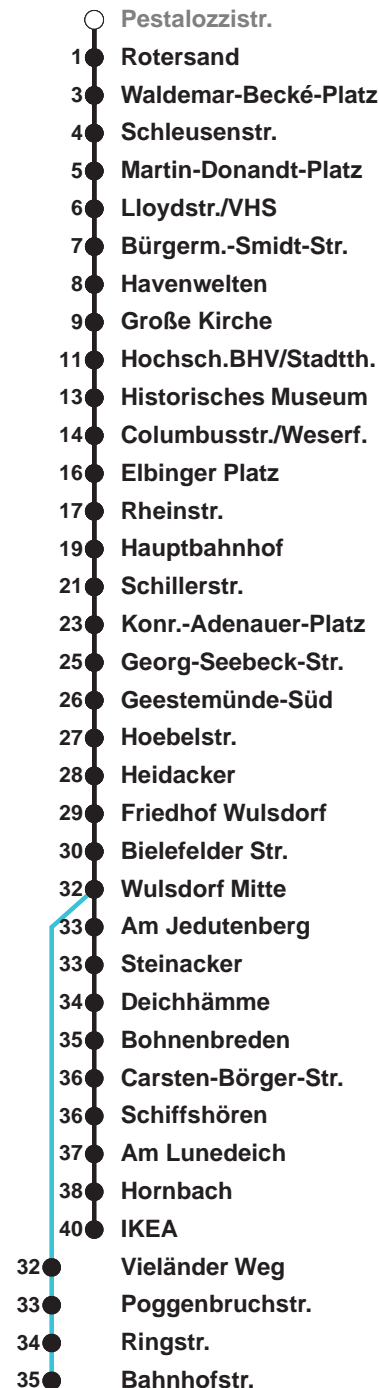 Pestalozzistr.
1 Rotersand
3 Waldemar-Becké-Platz
4 Schleusenstr.
5 Martin-Donandt-Platz
6 Lloydstr./VHS
7 Bürgerm.-Smidt-Str.
8 Havenwelten
9 Große Kirche
11 Hochsch.BHV/Stadtth.
13 Historisches Museum
14 Columbusstr./Weserf.
16 Elbinger Platz
17 Rheinstr.
19 Hauptbahnhof
21 Schillerstr.
23 Konr.-Adenauer-Platz
25 Georg-Seebeck-Str.
26 Geestemünde-Süd
27 Hoebelstr.
28 Heidacker
29 Friedhof Wulsdorf
30 Bielefelder Str.
32 Wulsdorf Mitte
33 Am Jedutenberg
33 Steinacker
34 Deichhämme
35 Bohnenbreden
36 Carsten-Börger-Str.
36 Schiffshören
37 Am Lunedeich
38 Hornbach
40 IKEA
32 Vieländer Weg
33 Poggenbruchstr.
34 Ringstr.
35 Bahnhofstr.